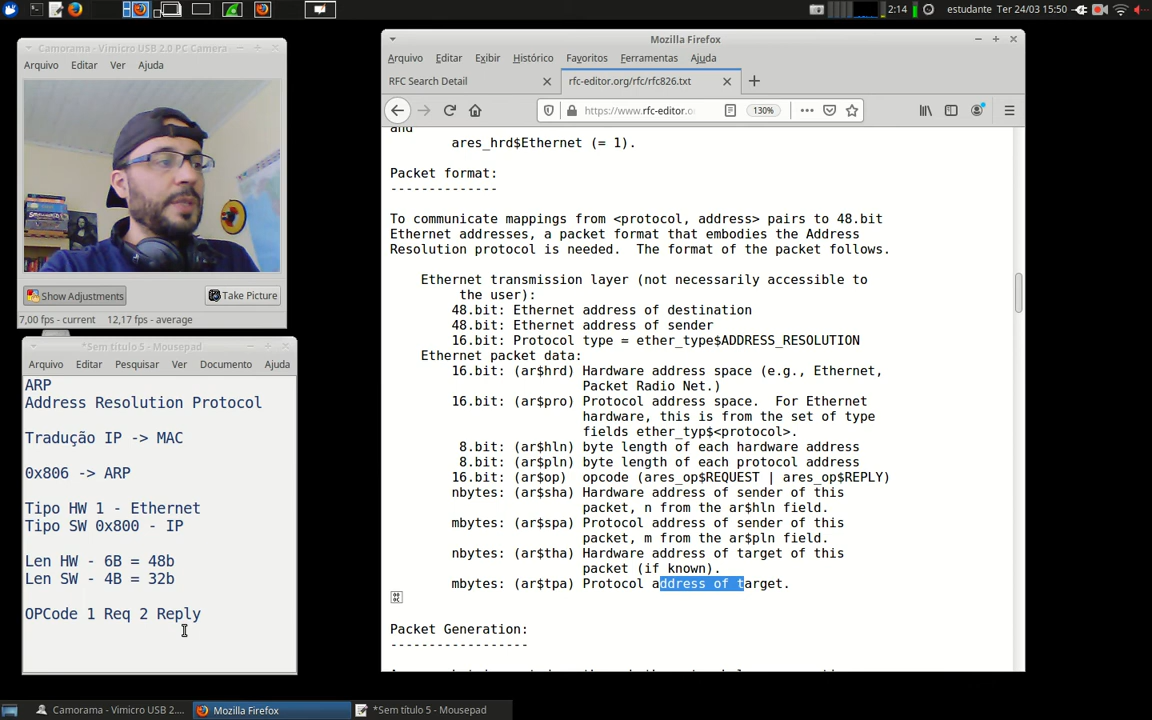 2:14
estudante Ter 24/03 15:50
Camorama - Vimicro USB 2.0 PC Camera
Arquivo Editar Ver Ajuda
Show Adjustments
Take Picture
7,00 fps - current 12,17 fps - average
*Sem título 5 - Mousepad
Arquivo Editar Pesquisar Ver Documento Ajuda
ARP
Address Resolution Protocol
Tradução IP -> MAC
0x806 -> ARP
Tipo HW 1 - Ethernet
Tipo SW 0x800 - IP
Len HW - 6B = 48b
Len SW - 4B = 32b
OPCode 1 Req 2 Reply
Mozilla Firefox
Arquivo Editar Exibir Histórico Favoritos Ferramentas Ajuda
RFC Search Detail
rfc-editor.org/rfc/rfc826.txt
https://www.rfc-editor.o
130%
and
ares_hrd$Ethernet (= 1).
Packet format:
--------------
To communicate mappings from <protocol, address> pairs to 48.bit
Ethernet addresses, a packet format that embodies the Address
Resolution protocol is needed.  The format of the packet follows.
Ethernet transmission layer (not necessarily accessible to
the user):
48.bit: Ethernet address of destination
48.bit: Ethernet address of sender
16.bit: Protocol type = ether_type$ADDRESS_RESOLUTION
Ethernet packet data:
16.bit: (ar$hrd) Hardware address space (e.g., Ethernet,
Packet Radio Net.)
16.bit: (ar$pro) Protocol address space.  For Ethernet
hardware, this is from the set of type
fields ether_typ$<protocol>.
8.bit: (ar$hln) byte length of each hardware address
8.bit: (ar$pln) byte length of each protocol address
16.bit: (ar$op)  opcode (ares_op$REQUEST | ares_op$REPLY)
nbytes: (ar$sha) Hardware address of sender of this
packet, n from the ar$hln field.
mbytes: (ar$spa) Protocol address of sender of this
packet, m from the ar$pln field.
nbytes: (ar$tha) Hardware address of target of this
packet (if known).
mbytes: (ar$tpa) Protocol address of target.
Packet Generation:
------------------
Camorama - Vimicro USB 2....
Mozilla Firefox
*Sem título 5 - Mousepad